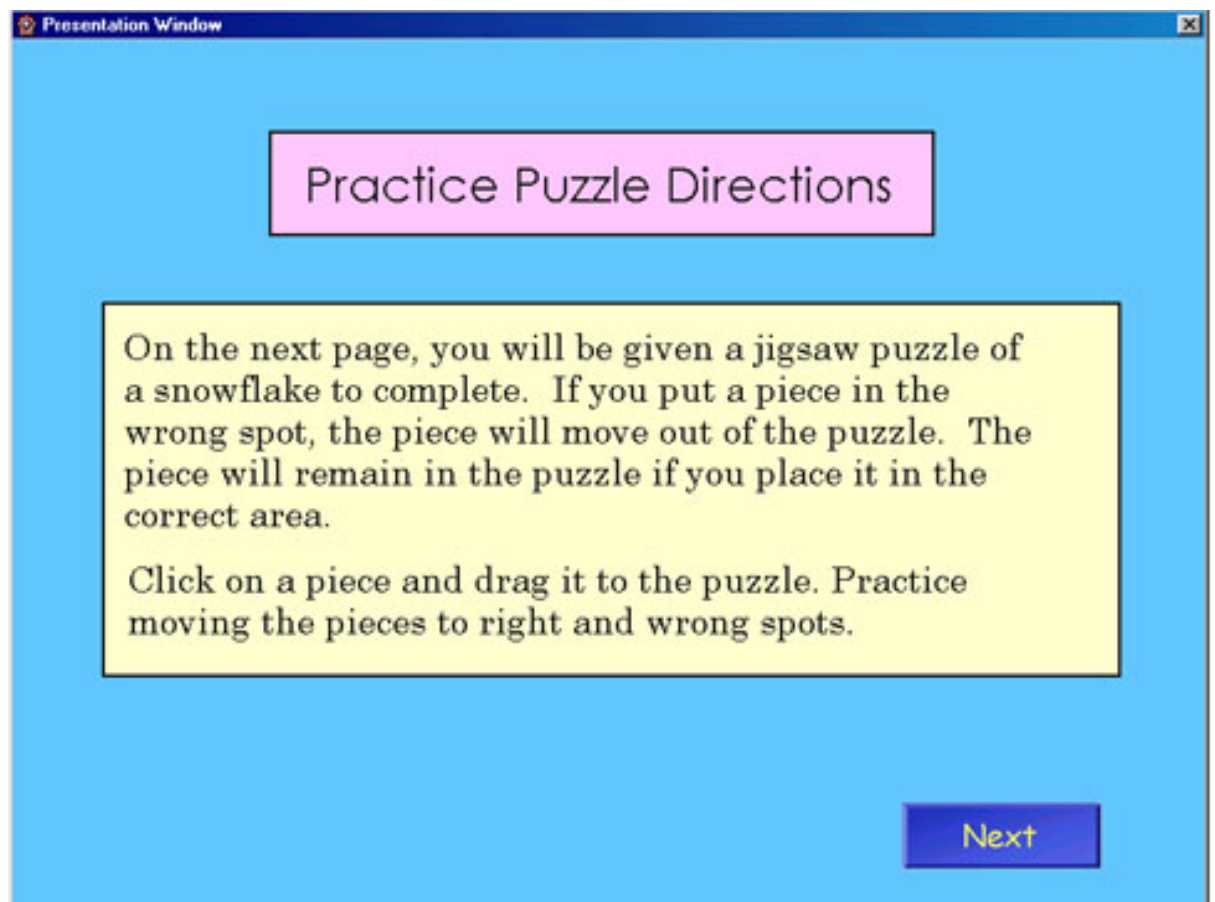 Presentation Window
Practice Puzzle Directions
On the next page, you will be given a jigsaw puzzle of
a snowflake to complete.  If you put a piece in the
wrong spot, the piece will move out of the puzzle.  The
piece will remain in the puzzle if you place it in the
correct area.
Click on a piece and drag it to the puzzle. Practice
moving the pieces to right and wrong spots.
Next